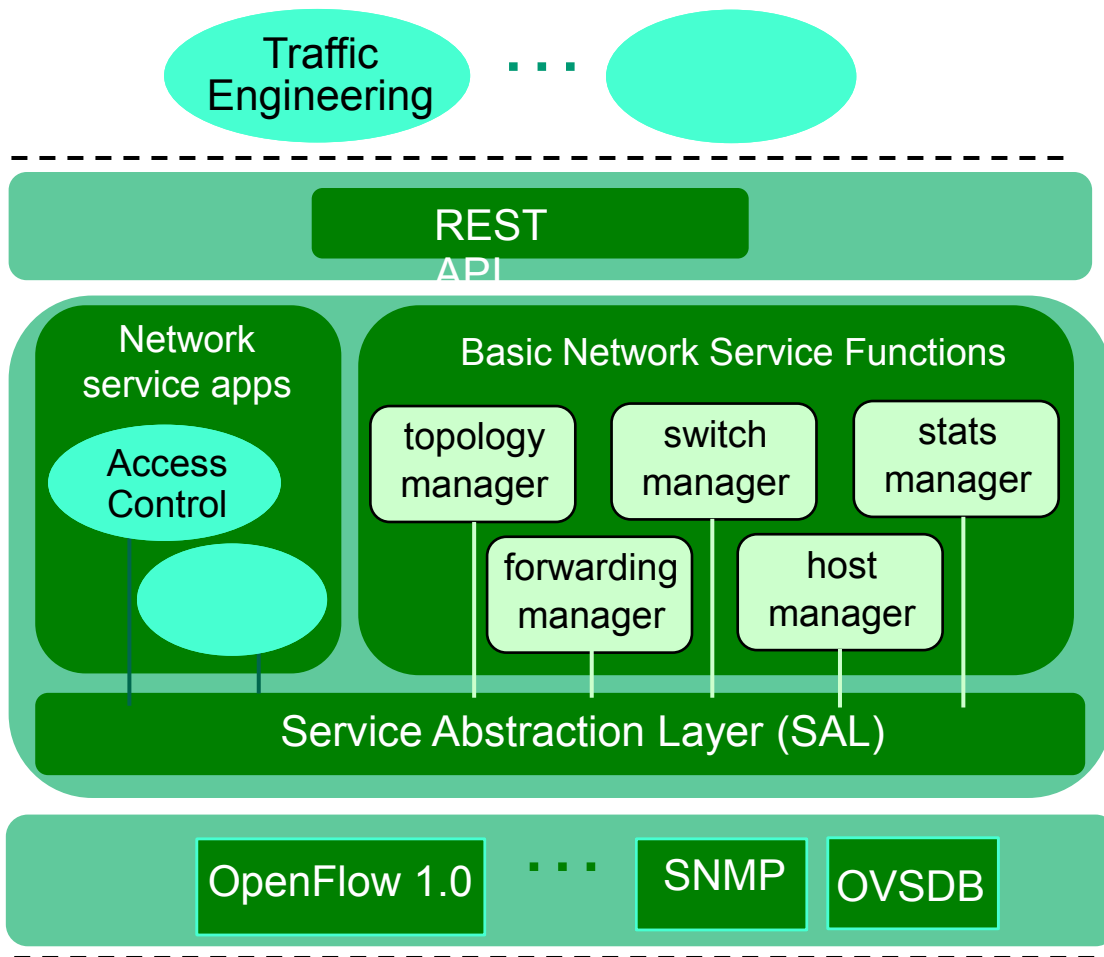 Traffic
Engineering
. . .
REST
API
Network
service apps
Basic Network Service Functions
topology
manager
switch
manager
stats
manager
Access
Control
forwarding
manager
host
manager
Service Abstraction Layer (SAL)
OpenFlow 1.0
. . .
SNMP
OVSDB